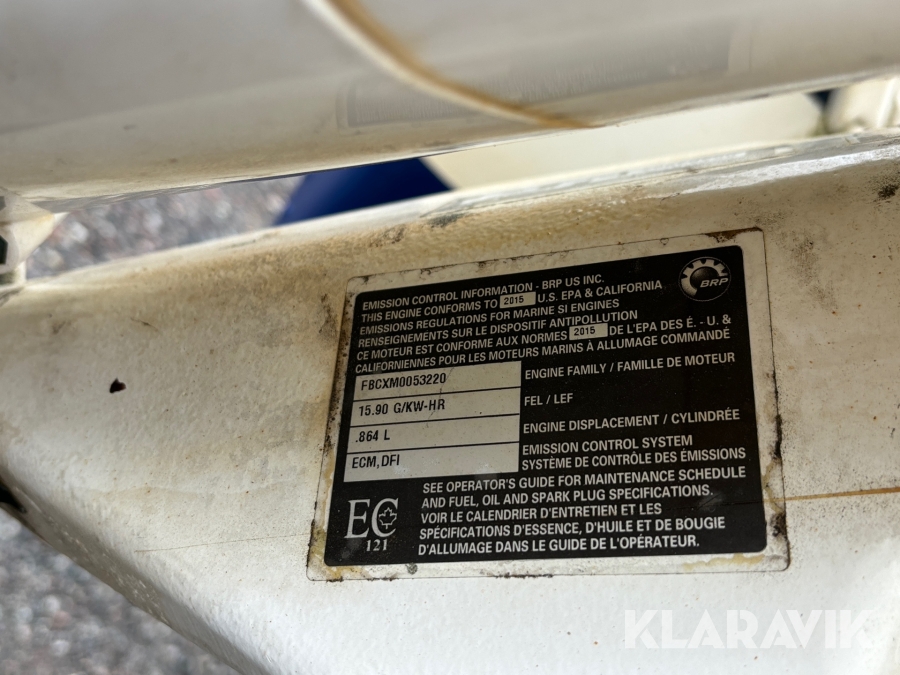 EMISSION CONTROL INFORMATION - BRP US INC.
THIS ENGINE CONFORMS TO 2015 U.S. EPA & CALIFORNIA
EMISSIONS REGULATIONS FOR MARINE SI ENGINES
RENSEIGNEMENTS SUR LE DISPOSITIF ANTIPOLLUTION
CE MOTEUR EST CONFORME AUX NORMES 2015 DE L'EPA DES É. - U. &
CALIFORNIENNES POUR LES MOTEURS MARINS À ALLUMAGE COMMANDÉ
BRP
FBCXM0053220 ENGINE FAMILY / FAMILLE DE MOTEUR
15.90 G/KW-HR FEL / LEF
.864 L ENGINE DISPLACEMENT / CYLINDRÉE
ECM, DFI EMISSION CONTROL SYSTEM
SYSTÈME DE CONTRÔLE DES ÉMISSIONS
SEE OPERATOR'S GUIDE FOR MAINTENANCE SCHEDULE
AND FUEL, OIL AND SPARK PLUG SPECIFICATIONS.
VOIR LE CALENDRIER D'ENTRETIEN ET LES
SPÉCIFICATIONS D'ESSENCE, D'HUILE ET DE BOUGIE
D'ALLUMAGE DANS LE GUIDE DE L'OPÉRATEUR.
EC
121
KLARAVIK